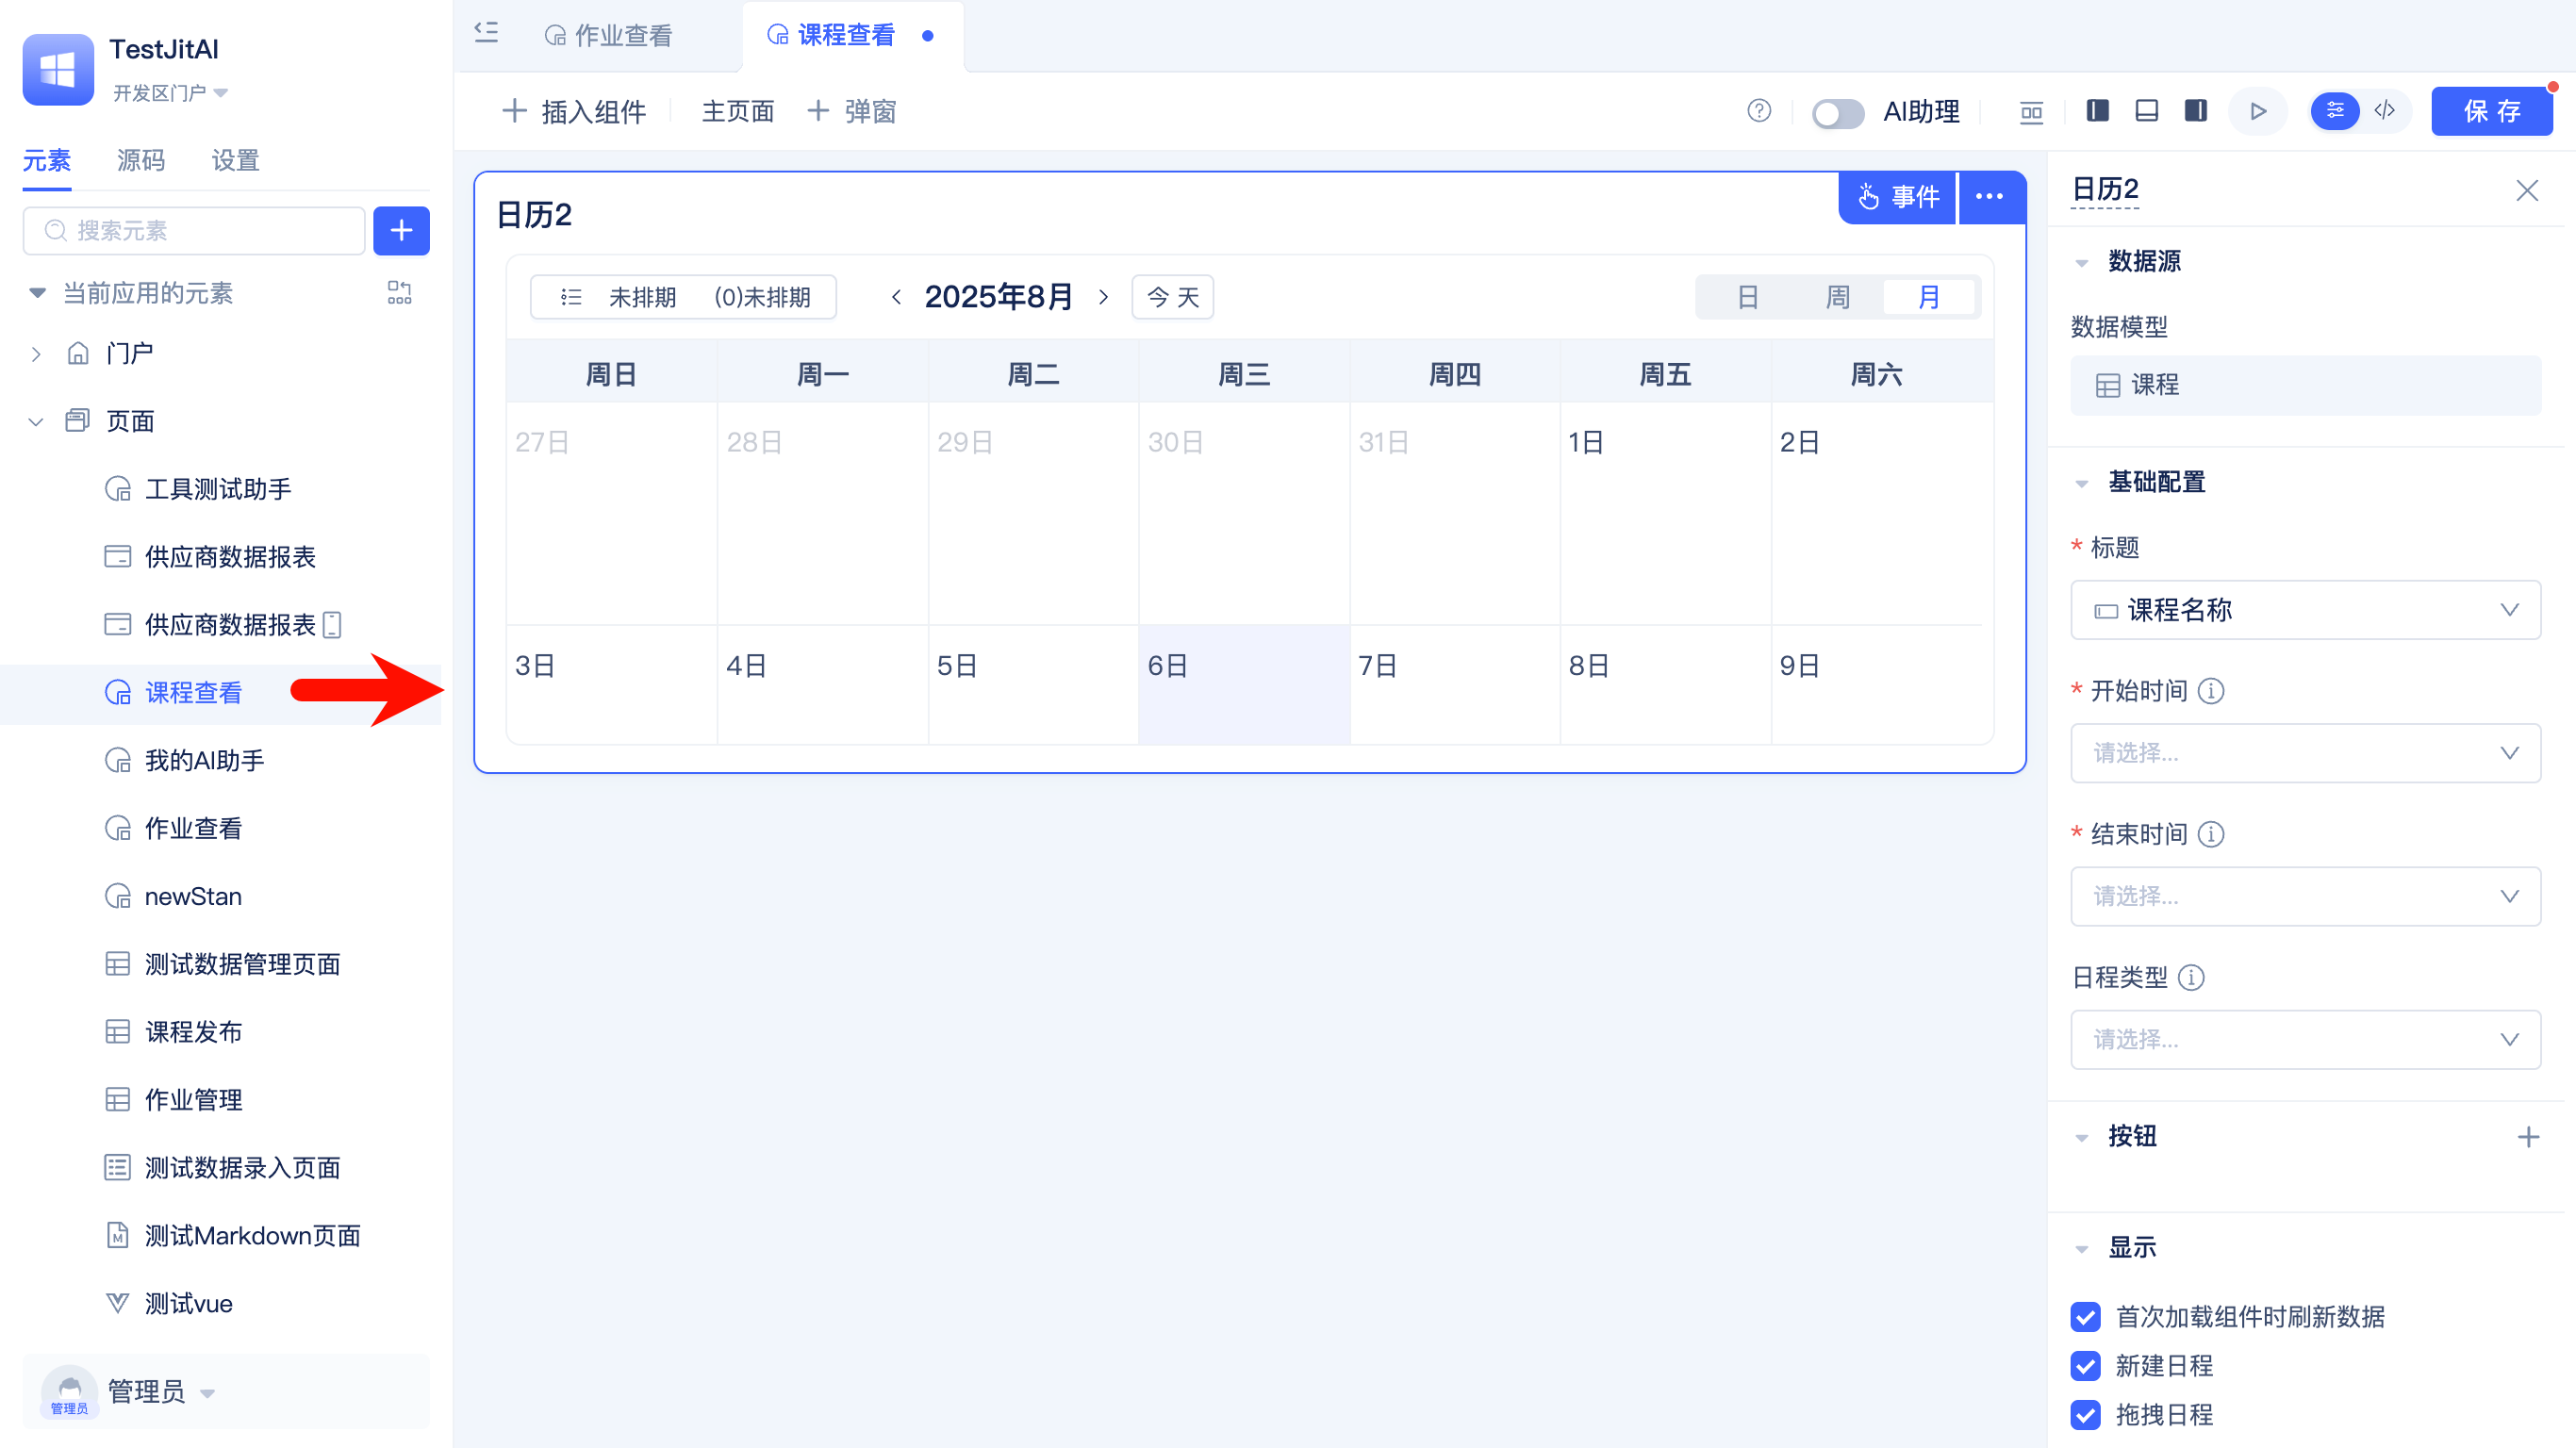 TestJitAI
开发区门户
元素 源码 设置
搜索元素
当前应用的元素
门户
页面
工具测试助手
供应商数据报表
供应商数据报表
课程查看
我的AI助手
作业查看
newStan
测试数据管理页面
课程发布
作业管理
测试数据录入页面
测试Markdown页面
测试vue
管理员
管理员
作业查看 课程查看
插入组件 主页面 弹窗 AI助理 保存
日历2
事件
未排期 (0)未排期 2025年8月 今天 日 周 月
周日 周一 周二 周三 周四 周五 周六
27日 28日 29日 30日 31日 1日 2日
3日 4日 5日 6日 7日 8日 9日
日历2
数据源
数据模型
课程
基础配置
* 标题
课程名称
* 开始时间
请选择...
* 结束时间
请选择...
日程类型
请选择...
按钮
显示
首次加载组件时刷新数据
新建日程
拖拽日程